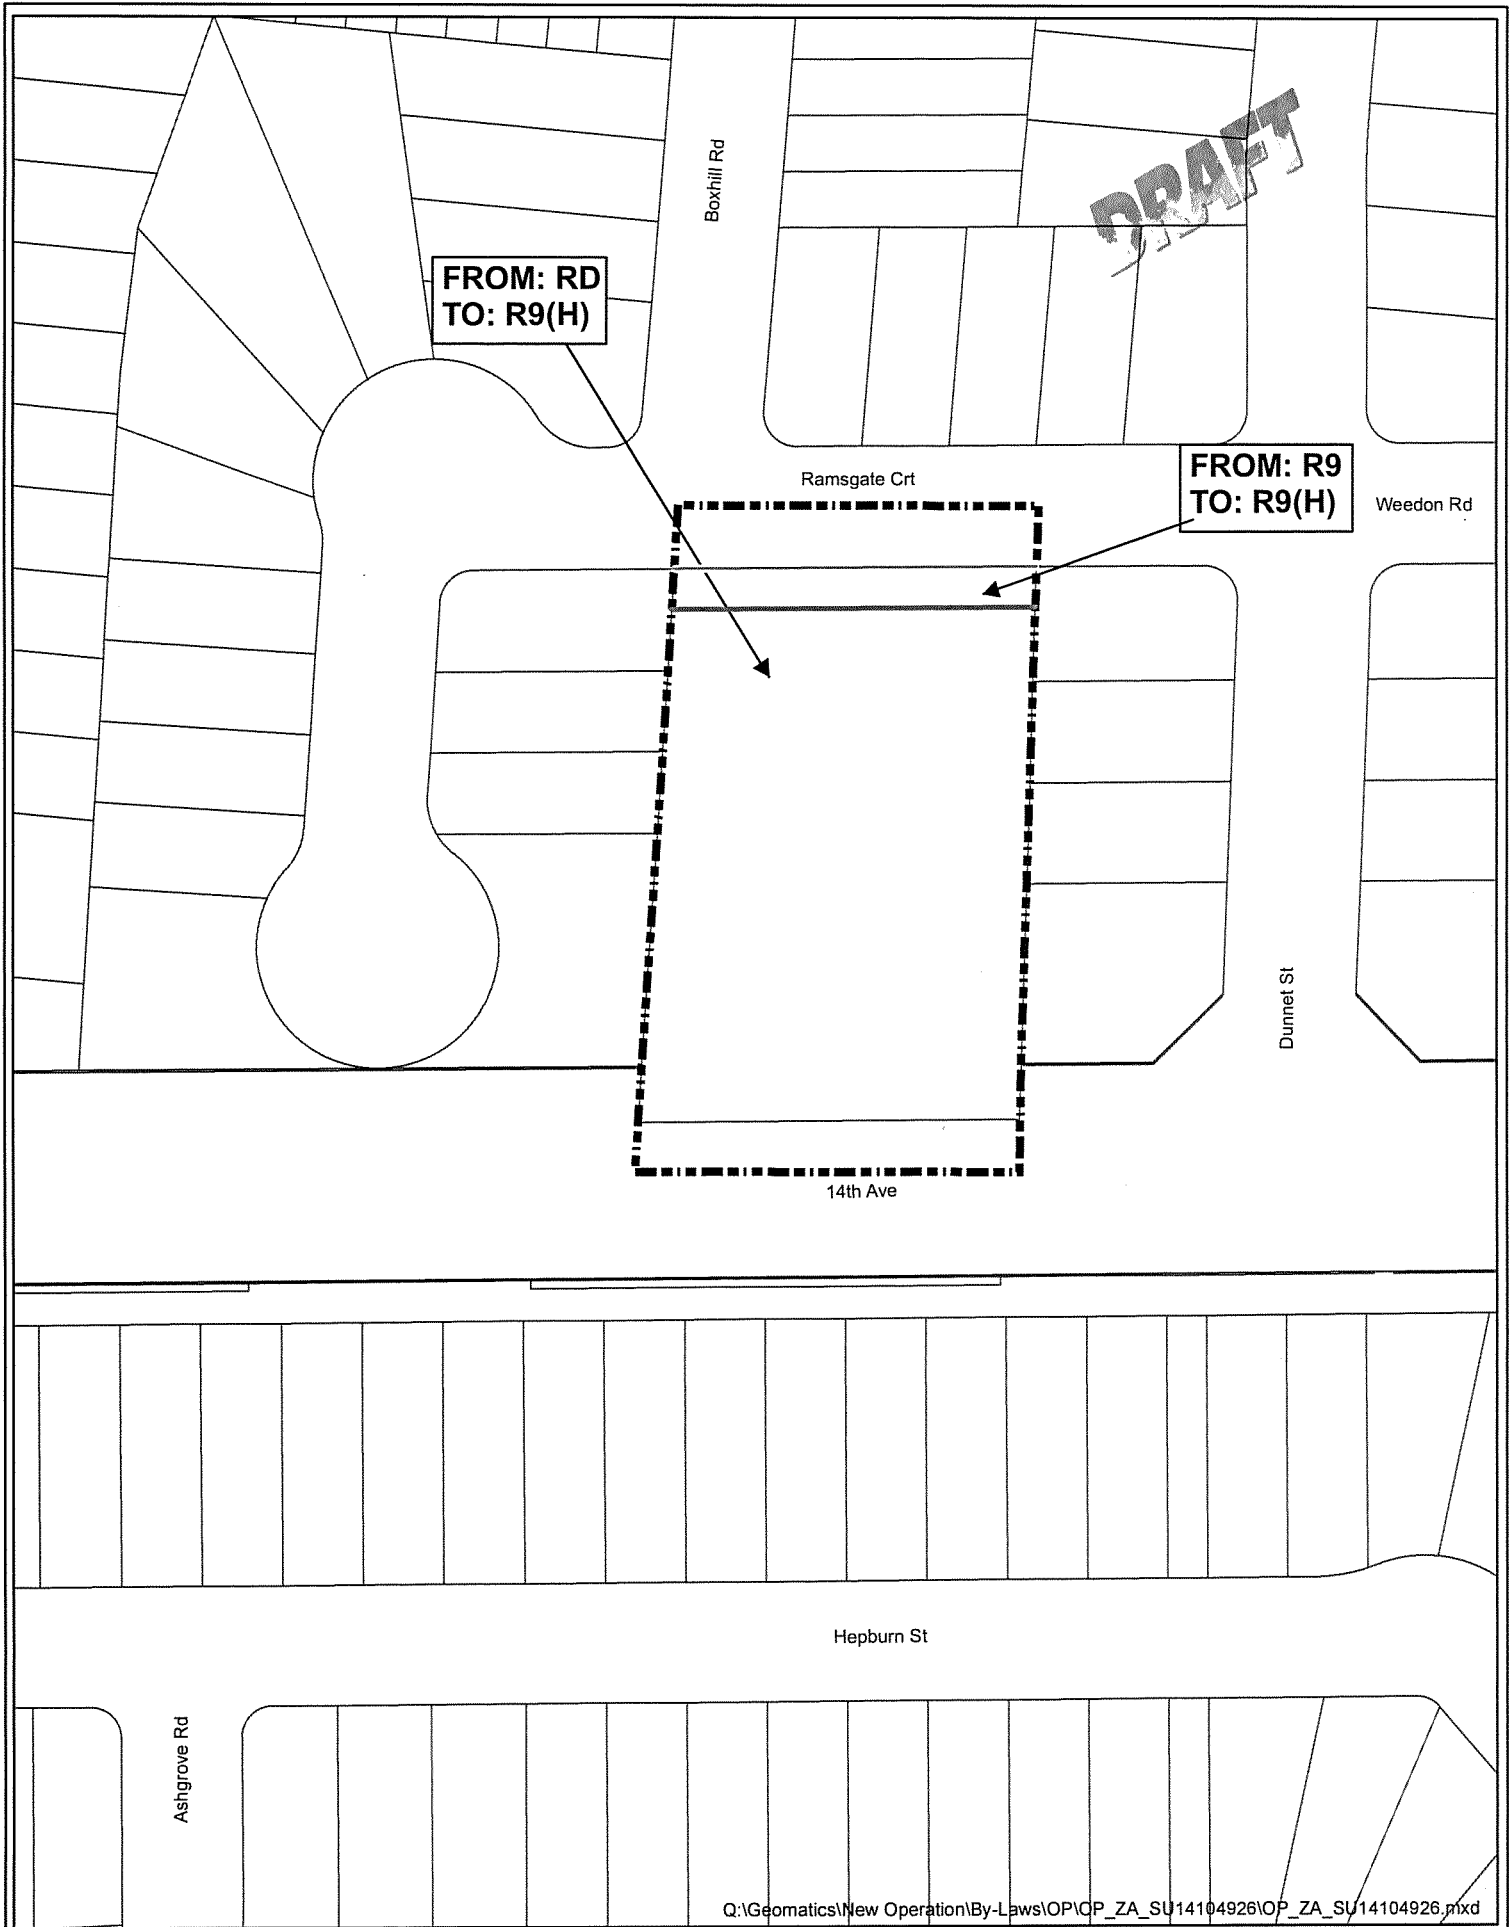 DRAFT
Boxhill Rd
FROM: RD
TO: R9(H)
Ramsgate Crt
FROM: R9
TO: R9(H)
Weedon Rd
Dunnet St
14th Ave
Hepburn St
Ashgrove Rd
Q:\Geomatics\New Operation\By-Laws\OP\OP_ZA_SU14104926\OP_ZA_SU14104926.mxd